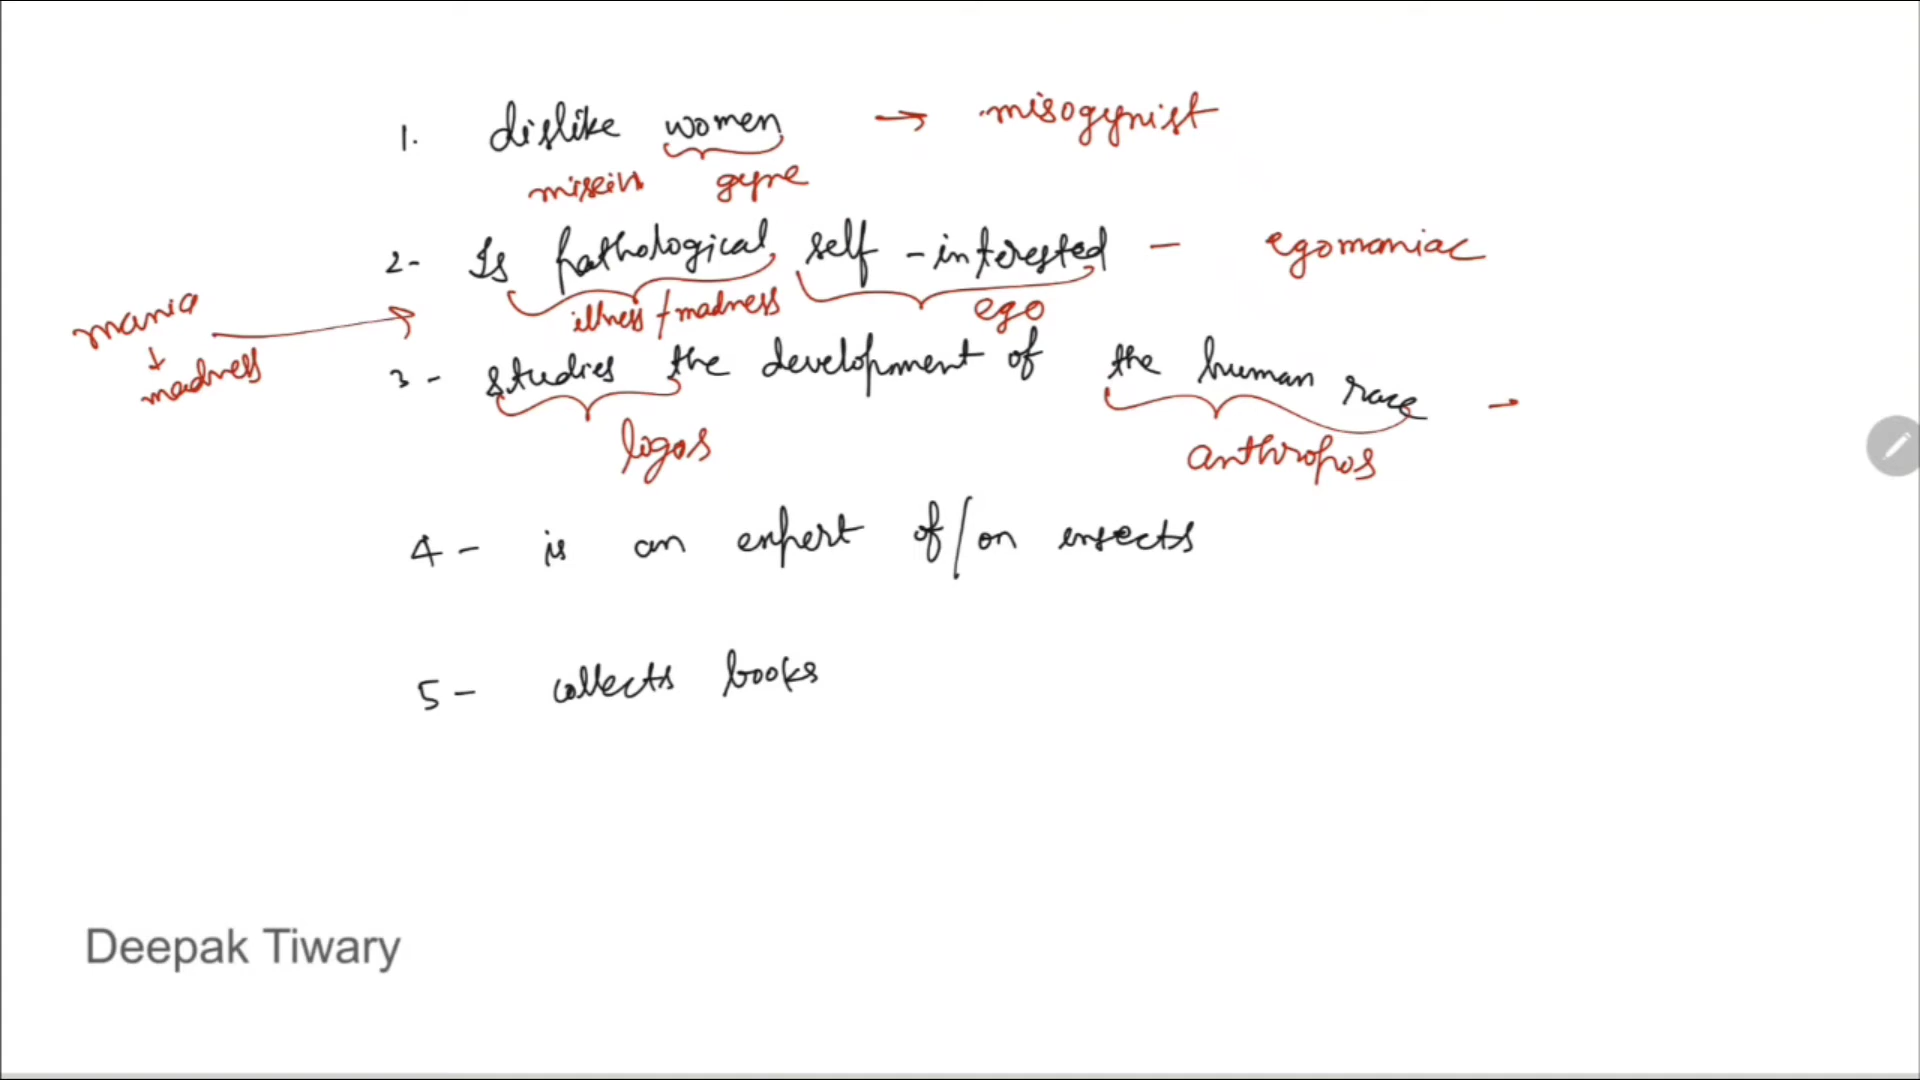 1. dislike women → misogynist
misein gyne
2- Is pathological self-interested - egomaniac
mania illness/madness ego
↓
madness
3- studies the development of the human race -
logos anthropos
4- is an expert of/on insects
5- collects books
Deepak Tiwary